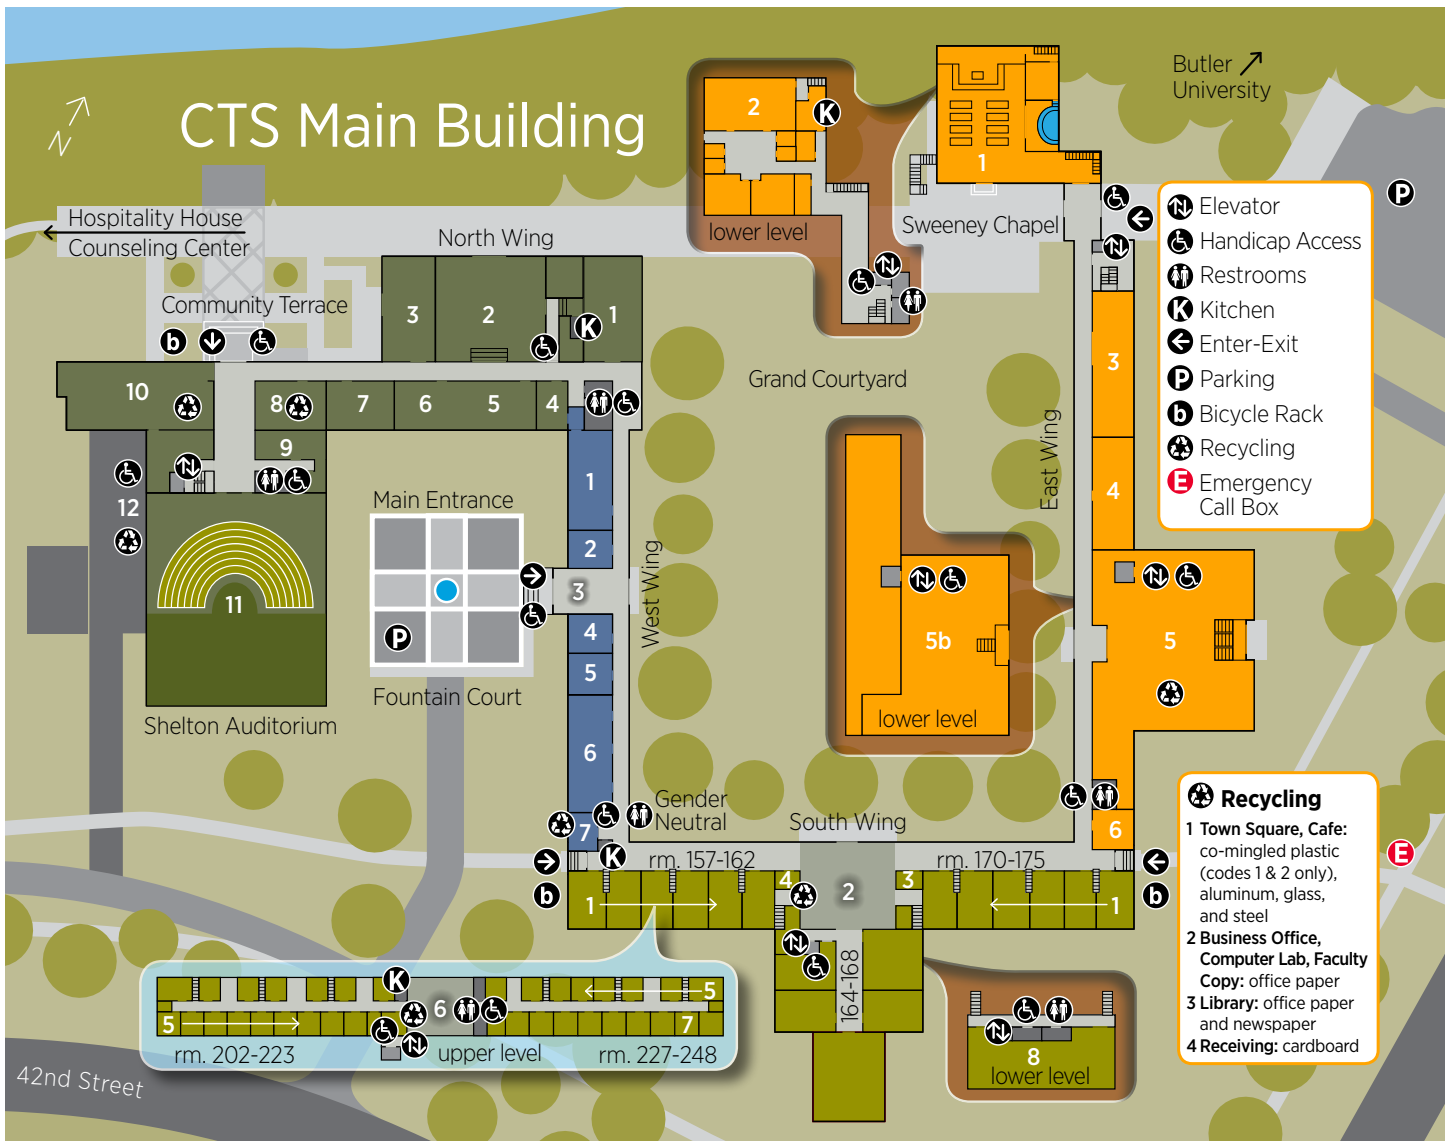 CTS Main Building
N
Butler
University
Hospitality House
Counseling Center
North Wing
Community Terrace
lower level
Sweeney Chapel
2
K
1
P
Elevator
Handicap Access
Restrooms
K Kitchen
Enter-Exit
P Parking
b Bicycle Rack
Recycling
E Emergency
Call Box
3
2
1
K
b
10
8
7
6
5
4
9
12
11
Shelton Auditorium
Main Entrance
P
Fountain Court
1
2
3
4
5
6
7
West Wing
Grand Courtyard
East Wing
3
4
5
5b
lower level
6
Gender
Neutral
South Wing
K
rm. 157-162
rm. 170-175
b
b
E
1
4
2
3
1
164-168
K
5
6
5
7
rm. 202-223
upper level
rm. 227-248
8
lower level
42nd Street
Recycling
1 Town Square, Cafe:
co-mingled plastic
(codes 1 & 2 only),
aluminum, glass,
and steel
2 Business Office,
Computer Lab, Faculty
Copy: office paper
3 Library: office paper
and newspaper
4 Receiving: cardboard